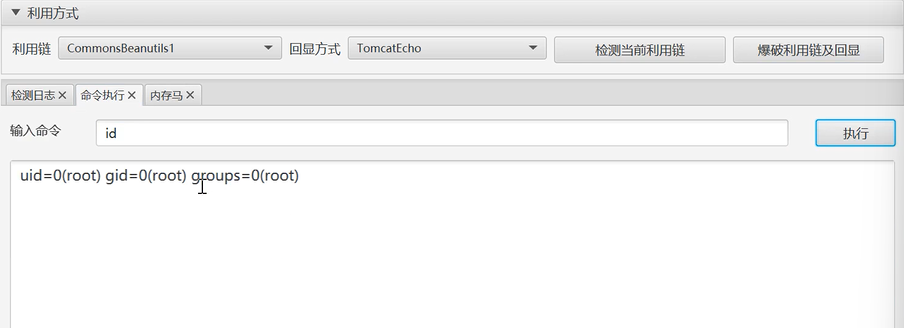 利用方式
利用链 CommonsBeanutils1 回显方式 TomcatEcho 检测当前利用链 爆破利用链及回显
检测日志 命令执行 内存马
输入命令 id 执行
uid=0(root) gid=0(root) groups=0(root)